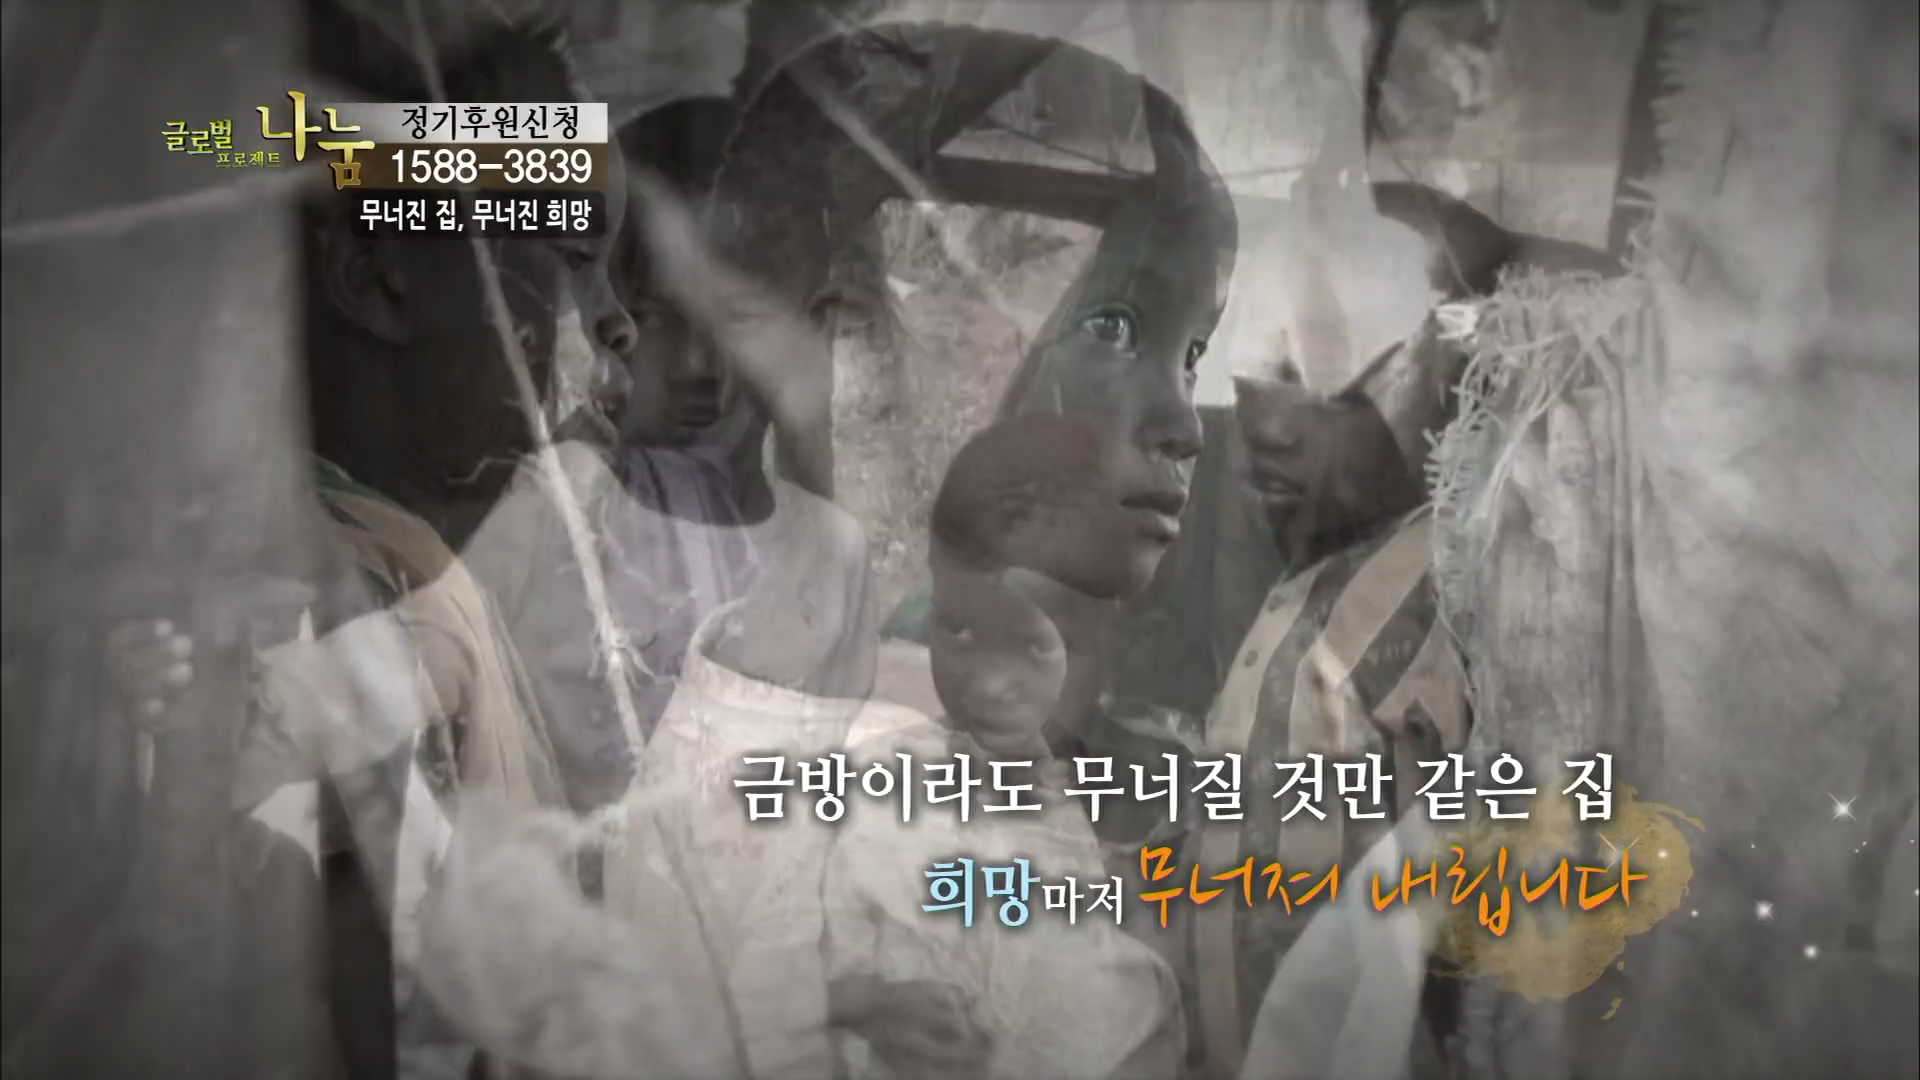 글로벌 프로젝트 나눔
정기후원신청
1588-3839
무너진 집, 무너진 희망
금방이라도 무너질 것만 같은 집
희망마저 무너져 내립니다